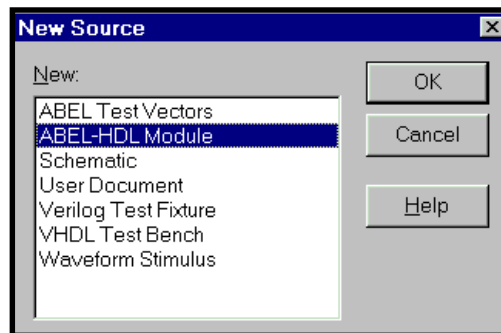 New Source
New:
OK
ABEL Test Vectors
ABEL-HDL Module
Cancel
Schematic
User Document
Verilog Test Fixture
Help
VHDL Test Bench
Waveform Stimulus